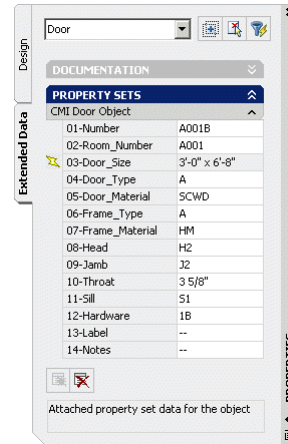 Door
Design
DOCUMENTATION
PROPERTY SETS
CMI Door Object
Extended Data
01-Number A001B
02-Room_Number A001
03-Door_Size 3'-0" x 6'-8"
04-Door_Type A
05-Door_Material SCWD
06-Frame_Type A
07-Frame_Material HM
08-Head H2
09-Jamb J2
10-Throat 3 5/8"
11-Sill S1
12-Hardware 1B
13-Label --
14-Notes --
Attached property set data for the object
PROPERTIES